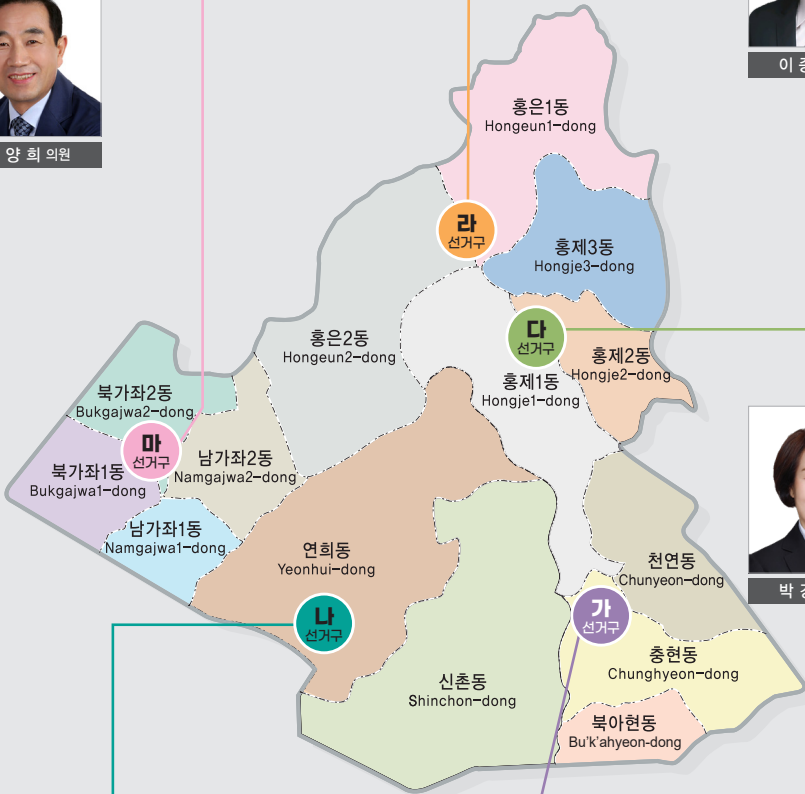 양 희 의원
이
홍은1동
Hongeun1-dong
라
선거구
홍제3동
Hongje3-dong
다
선거구
홍은2동
Hongeun2-dong
홍제2동
Hongje2-dong
홍제1동
Hongje1-dong
북가좌2동
Bukgajwa2-dong
마
선거구
북가좌1동
Bukgajwa1-dong
남가좌2동
Namgajwa2-dong
남가좌1동
Namgajwa1-dong
연희동
Yeonhui-dong
나
선거구
천연동
Chunyeon-dong
가
선거구
박
충현동
Chunghyeon-dong
신촌동
Shinchon-dong
북아현동
Bu'k'ahyeon-dong